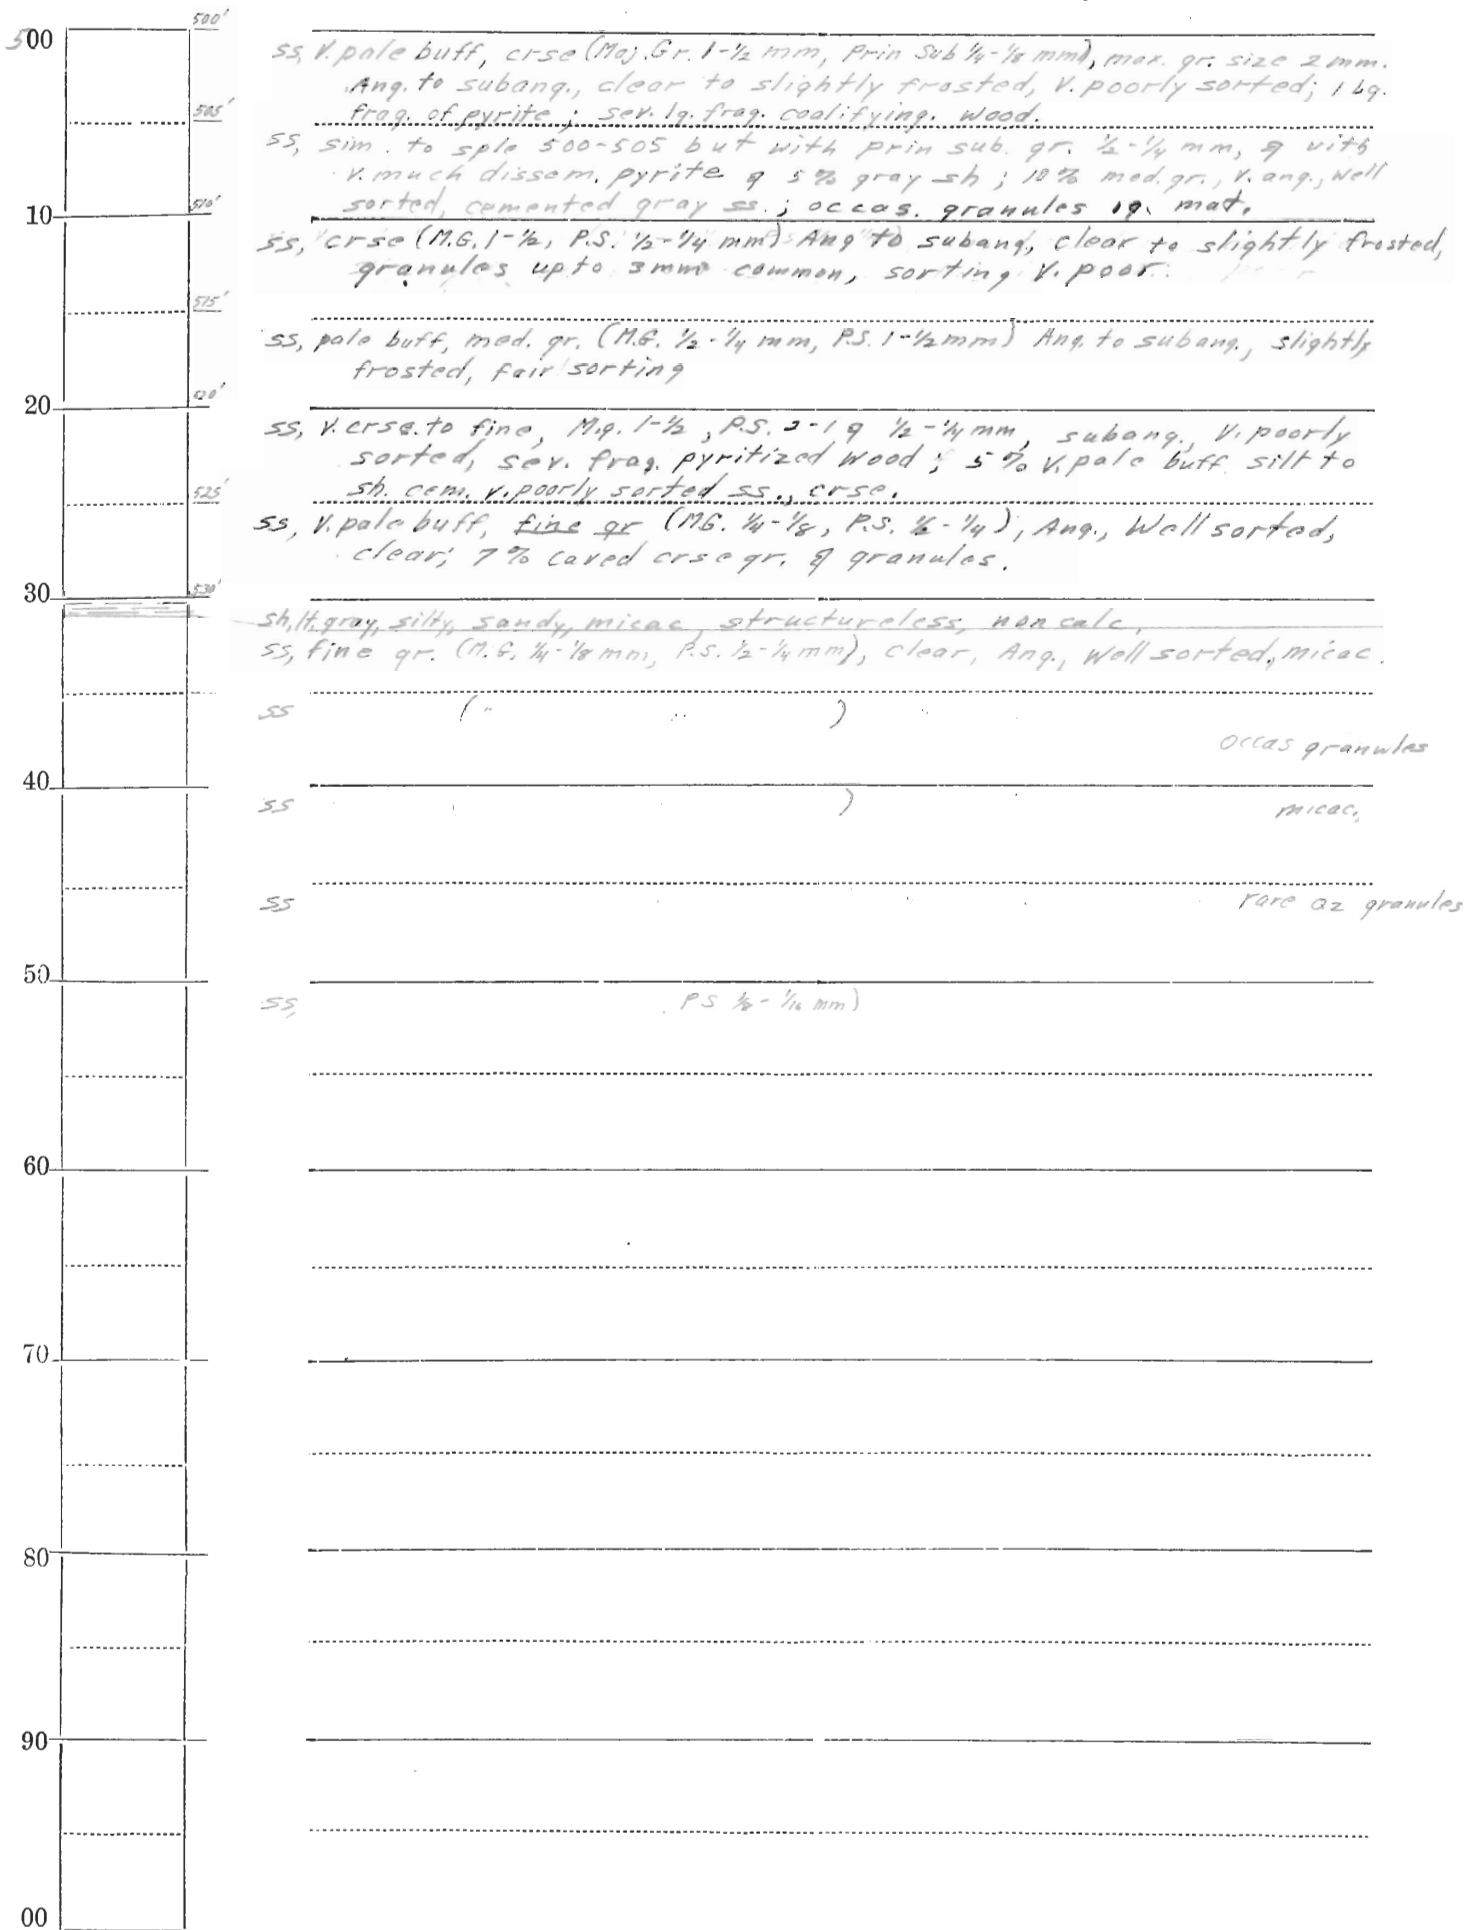 500 500'
ss, V. pale buff, crse (Maj. Gr. 1-½ mm, Prin Sub ¼-⅛ mm), max. gr. size 2 mm.
Ang. to subang., clear to slightly frosted, V. poorly sorted; 1 Lg.
505' frag. of pyrite; sev. lg. frag. coalifying. wood.
ss, sim. to sple 500-505 but with prin sub. gr. ½-¼ mm, & with
v. much dissem. pyrite & 5% gray sh; 10% med. gr., V. ang., well
10 510' sorted, cemented gray ss.; occas. granules ig. mat.
ss, crse (M.G. 1-½, P.S. ½-¼ mm) Ang to subang, clear to slightly frosted,
granules up to 3mm common, sorting V. poor.
515'
ss, pale buff, med. gr. (M.G. ½-¼ mm, P.S. 1-½mm) Ang. to subang., slightly
frosted, fair sorting
20 520'
ss, V. crse. to fine, M.g. 1-½, P.S. 2-1 & ½-¼ mm, subang., V. poorly
sorted, sev. frag. pyritized wood; 5% V. pale buff silt to
525' sh. cem. v. poorly sorted ss., crse.
ss, V. pale buff, fine gr (MG. ¼-⅛, P.S. ½-¼), Ang., Well sorted,
clear; 7% caved crse gr. & granules.
30 530'
sh, lt. gray, silty, sandy, micac, structureless, non calc.
ss, fine gr. (M.G. ¼-⅛ mm, P.S. ½-¼ mm), clear, Ang., Well sorted, micac.
ss ( " " )
occas granules
40
ss ) micac.
ss rare qz granules
50
ss, P.S ⅛-1/16 mm)
60
70
80
90
00